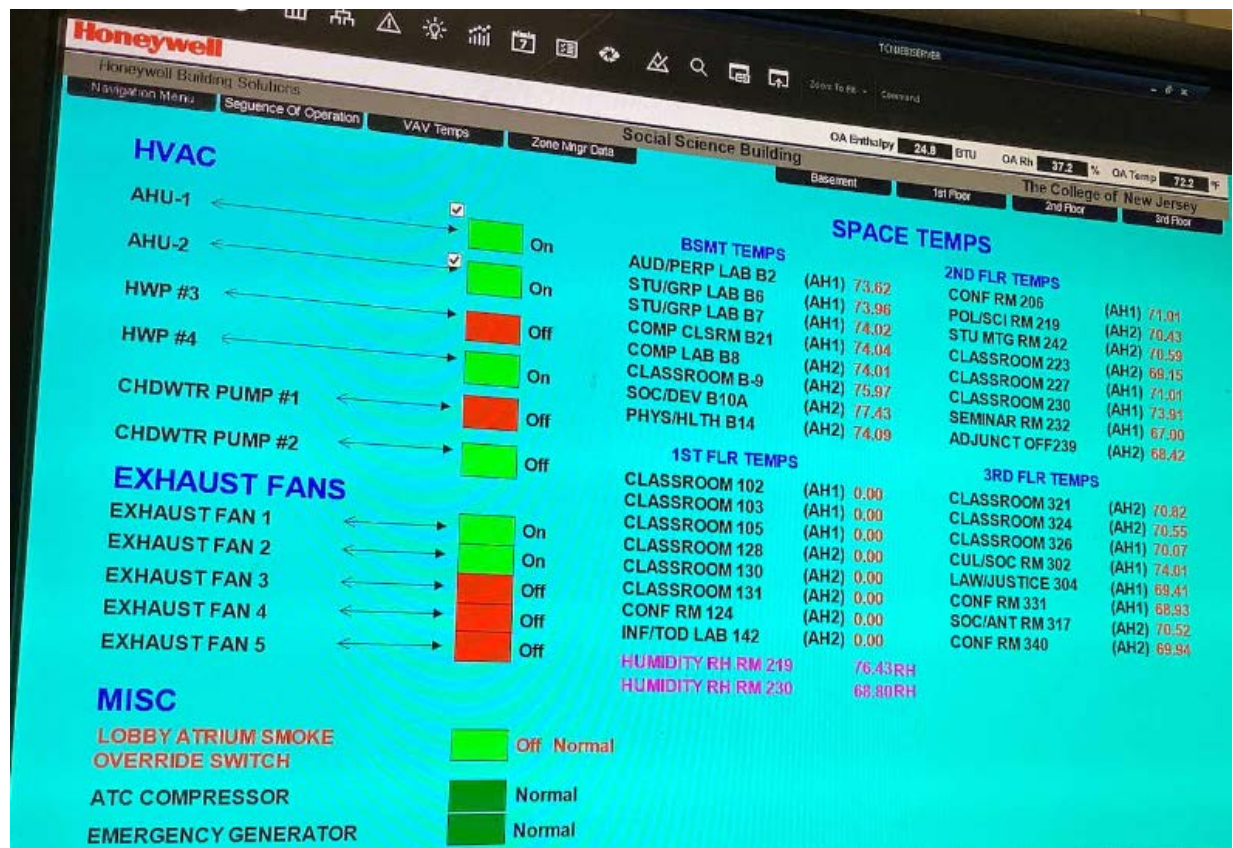 TCNJEBISERVER
Zoom To Fit
Command
Honeywell
Honeywell Building Solutions
Navigation Menu
Sequence Of Operation
VAV Temps
Zone Mngr Data
Social Science Building
OA Enthalpy 24.8 BTU
OA Rh 37.2 %
OA Temp 72.2 °F
The College of New Jersey
Basement
1st Floor
2nd Floor
3rd Floor
HVAC
AHU-1 On
AHU-2 On
HWP #3 Off
HWP #4 On
CHDWTR PUMP #1 Off
CHDWTR PUMP #2 Off
EXHAUST FANS
EXHAUST FAN 1 On
EXHAUST FAN 2 On
EXHAUST FAN 3 Off
EXHAUST FAN 4 Off
EXHAUST FAN 5 Off
MISC
LOBBY ATRIUM SMOKE
OVERRIDE SWITCH Off Normal
ATC COMPRESSOR Normal
EMERGENCY GENERATOR Normal
SPACE TEMPS
BSMT TEMPS
AUD/PERP LAB B2 (AH1) 73.62
STU/GRP LAB B6 (AH1) 73.96
STU/GRP LAB B7 (AH1) 74.02
COMP CLSRM B21 (AH1) 74.04
COMP LAB B8 (AH2) 74.01
CLASSROOM B-9 (AH2) 75.97
SOC/DEV B10A (AH2) 77.43
PHYS/HLTH B14 (AH2) 74.09
1ST FLR TEMPS
CLASSROOM 102 (AH1) 0.00
CLASSROOM 103 (AH1) 0.00
CLASSROOM 105 (AH1) 0.00
CLASSROOM 128 (AH2) 0.00
CLASSROOM 130 (AH2) 0.00
CLASSROOM 131 (AH2) 0.00
CONF RM 124 (AH2) 0.00
INF/TOD LAB 142 (AH2) 0.00
HUMIDITY RH RM 219 76.43RH
HUMIDITY RH RM 230 68.80RH
2ND FLR TEMPS
CONF RM 206 (AH1) 71.01
POL/SCI RM 219 (AH2) 70.43
STU MTG RM 242 (AH2) 70.59
CLASSROOM 223 (AH2) 69.15
CLASSROOM 227 (AH1) 71.01
CLASSROOM 230 (AH1) 73.91
SEMINAR RM 232 (AH1) 67.00
ADJUNCT OFF239 (AH2) 68.42
3RD FLR TEMPS
CLASSROOM 321 (AH2) 70.82
CLASSROOM 324 (AH2) 70.55
CLASSROOM 326 (AH1) 70.07
CUL/SOC RM 302 (AH1) 74.01
LAW/JUSTICE 304 (AH1) 69.41
CONF RM 331 (AH1) 68.93
SOC/ANT RM 317 (AH2) 70.52
CONF RM 340 (AH2) 69.94